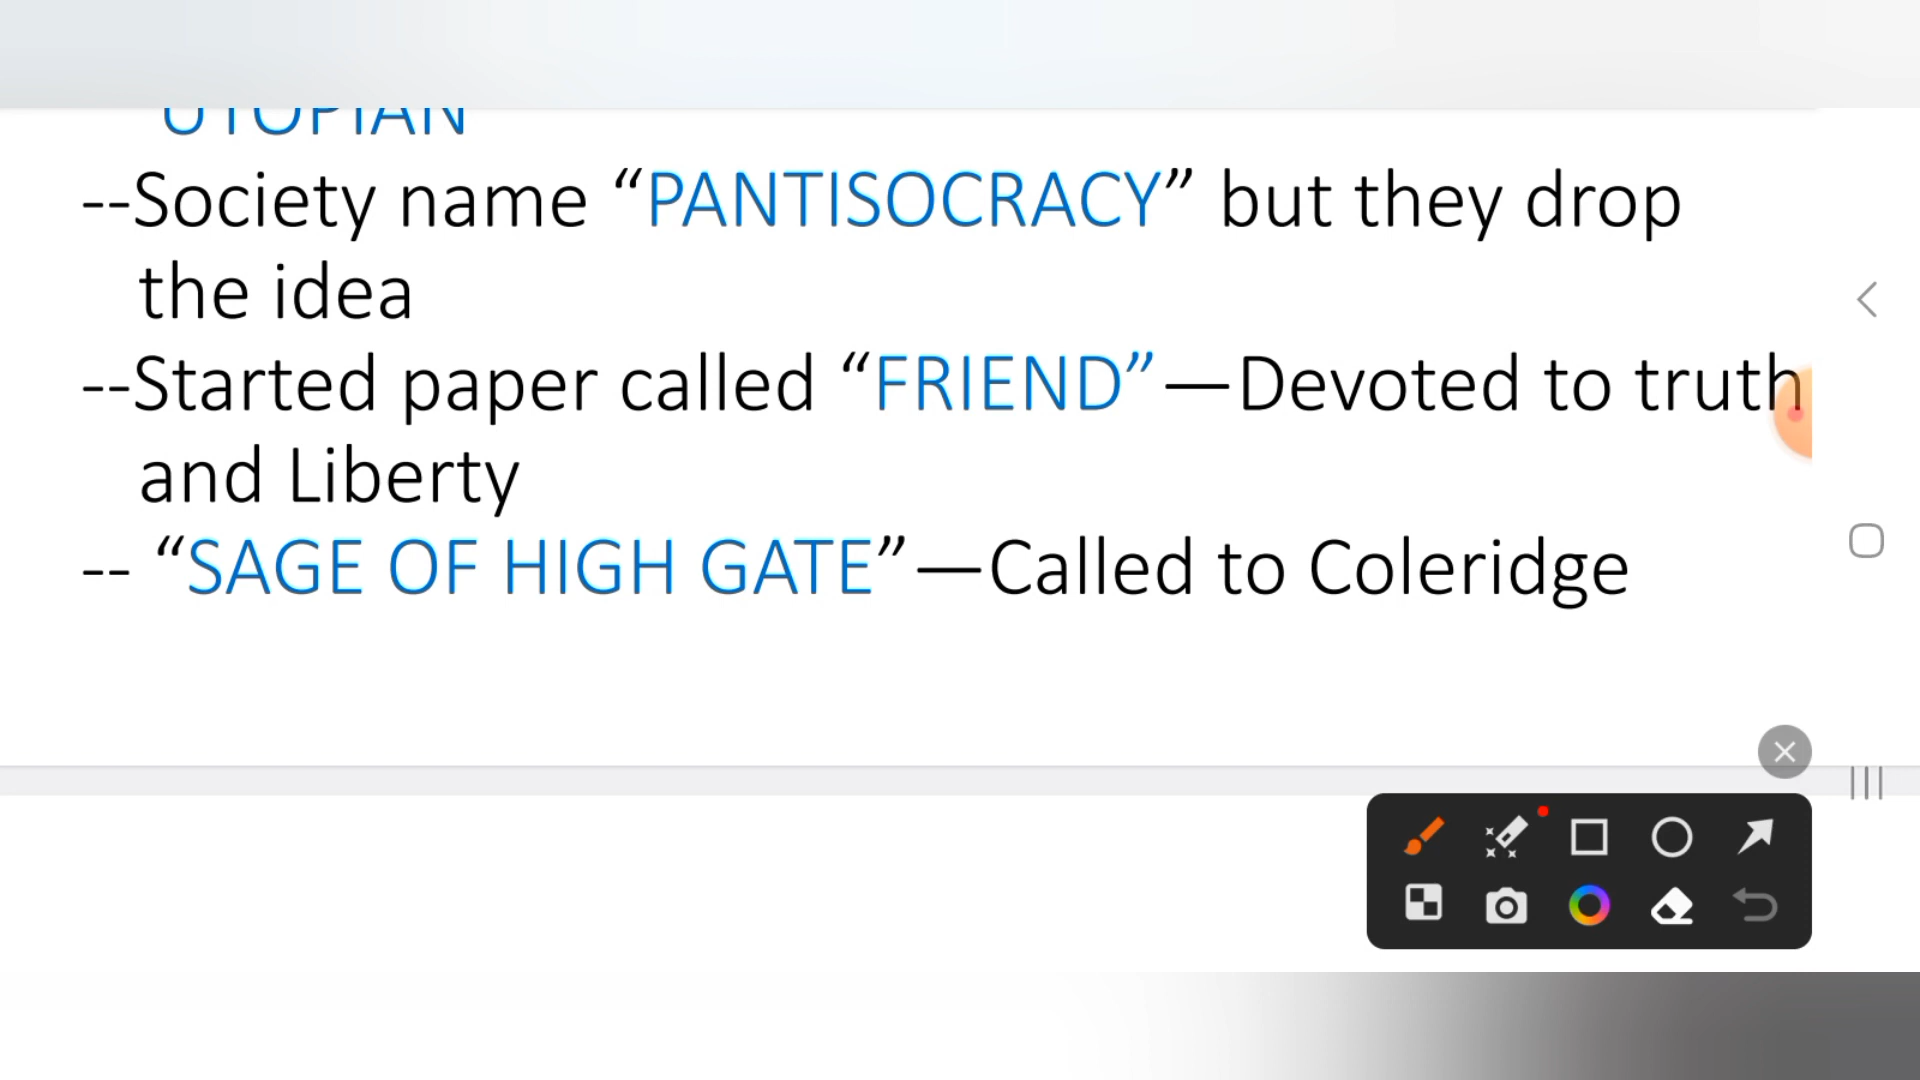 UTOPIAN
--Society name “PANTISOCRACY” but they drop
the idea
--Started paper called “FRIEND”—Devoted to truth
and Liberty
-- “SAGE OF HIGH GATE”—Called to Coleridge